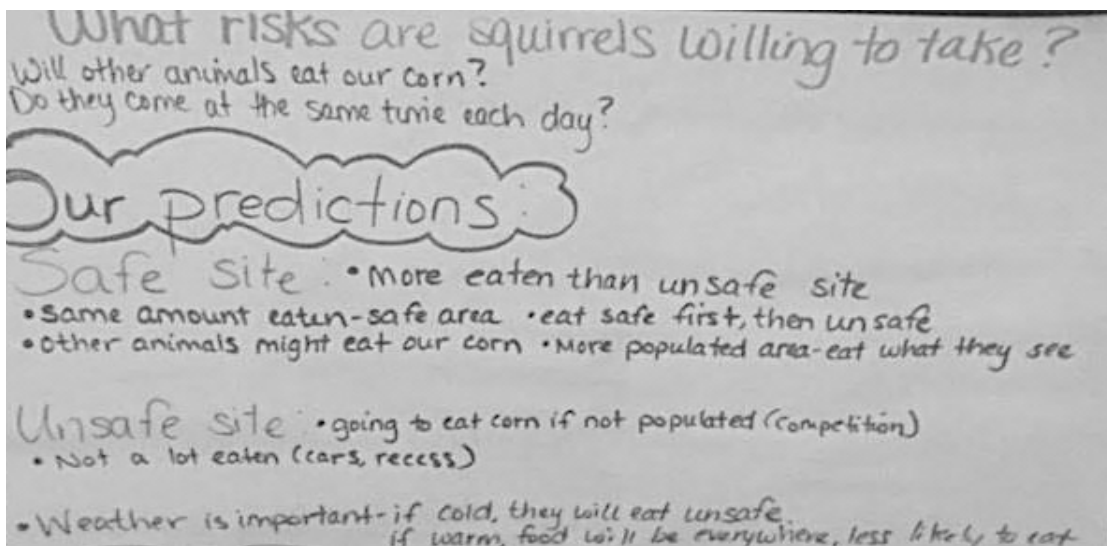 What risks are squirrels willing to take?
Will other animals eat our corn?
Do they come at the same time each day?
Our predictions:
Safe site: • More eaten than unsafe site
• Same amount eaten-safe area • eat safe first, then unsafe
• Other animals might eat our corn • More populated area-eat what they see
Unsafe site: • going to eat corn if not populated (competition)
• Not a lot eaten (cars, recess)
• Weather is important-if cold, they will eat unsafe
if warm, food will be everywhere, less likely to eat